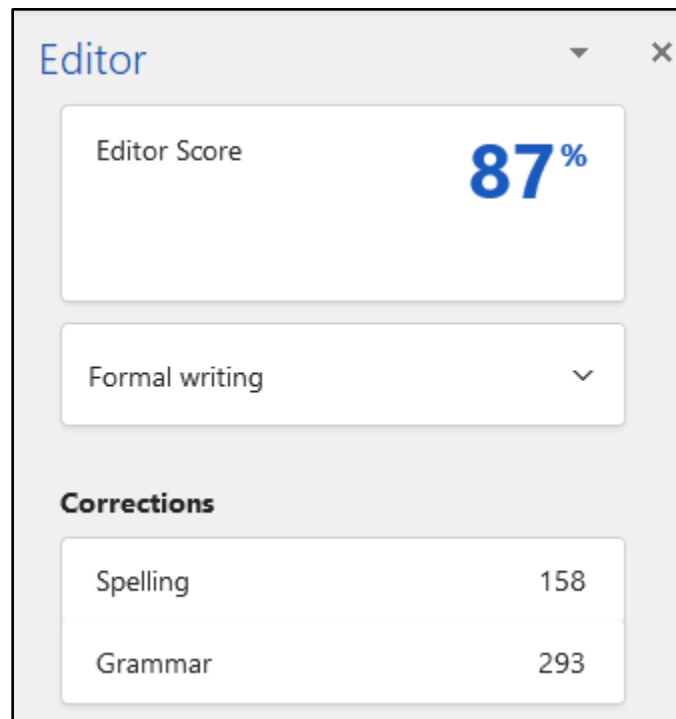 Editor
Editor Score 87%
Formal writing
Corrections
Spelling 158
Grammar 293